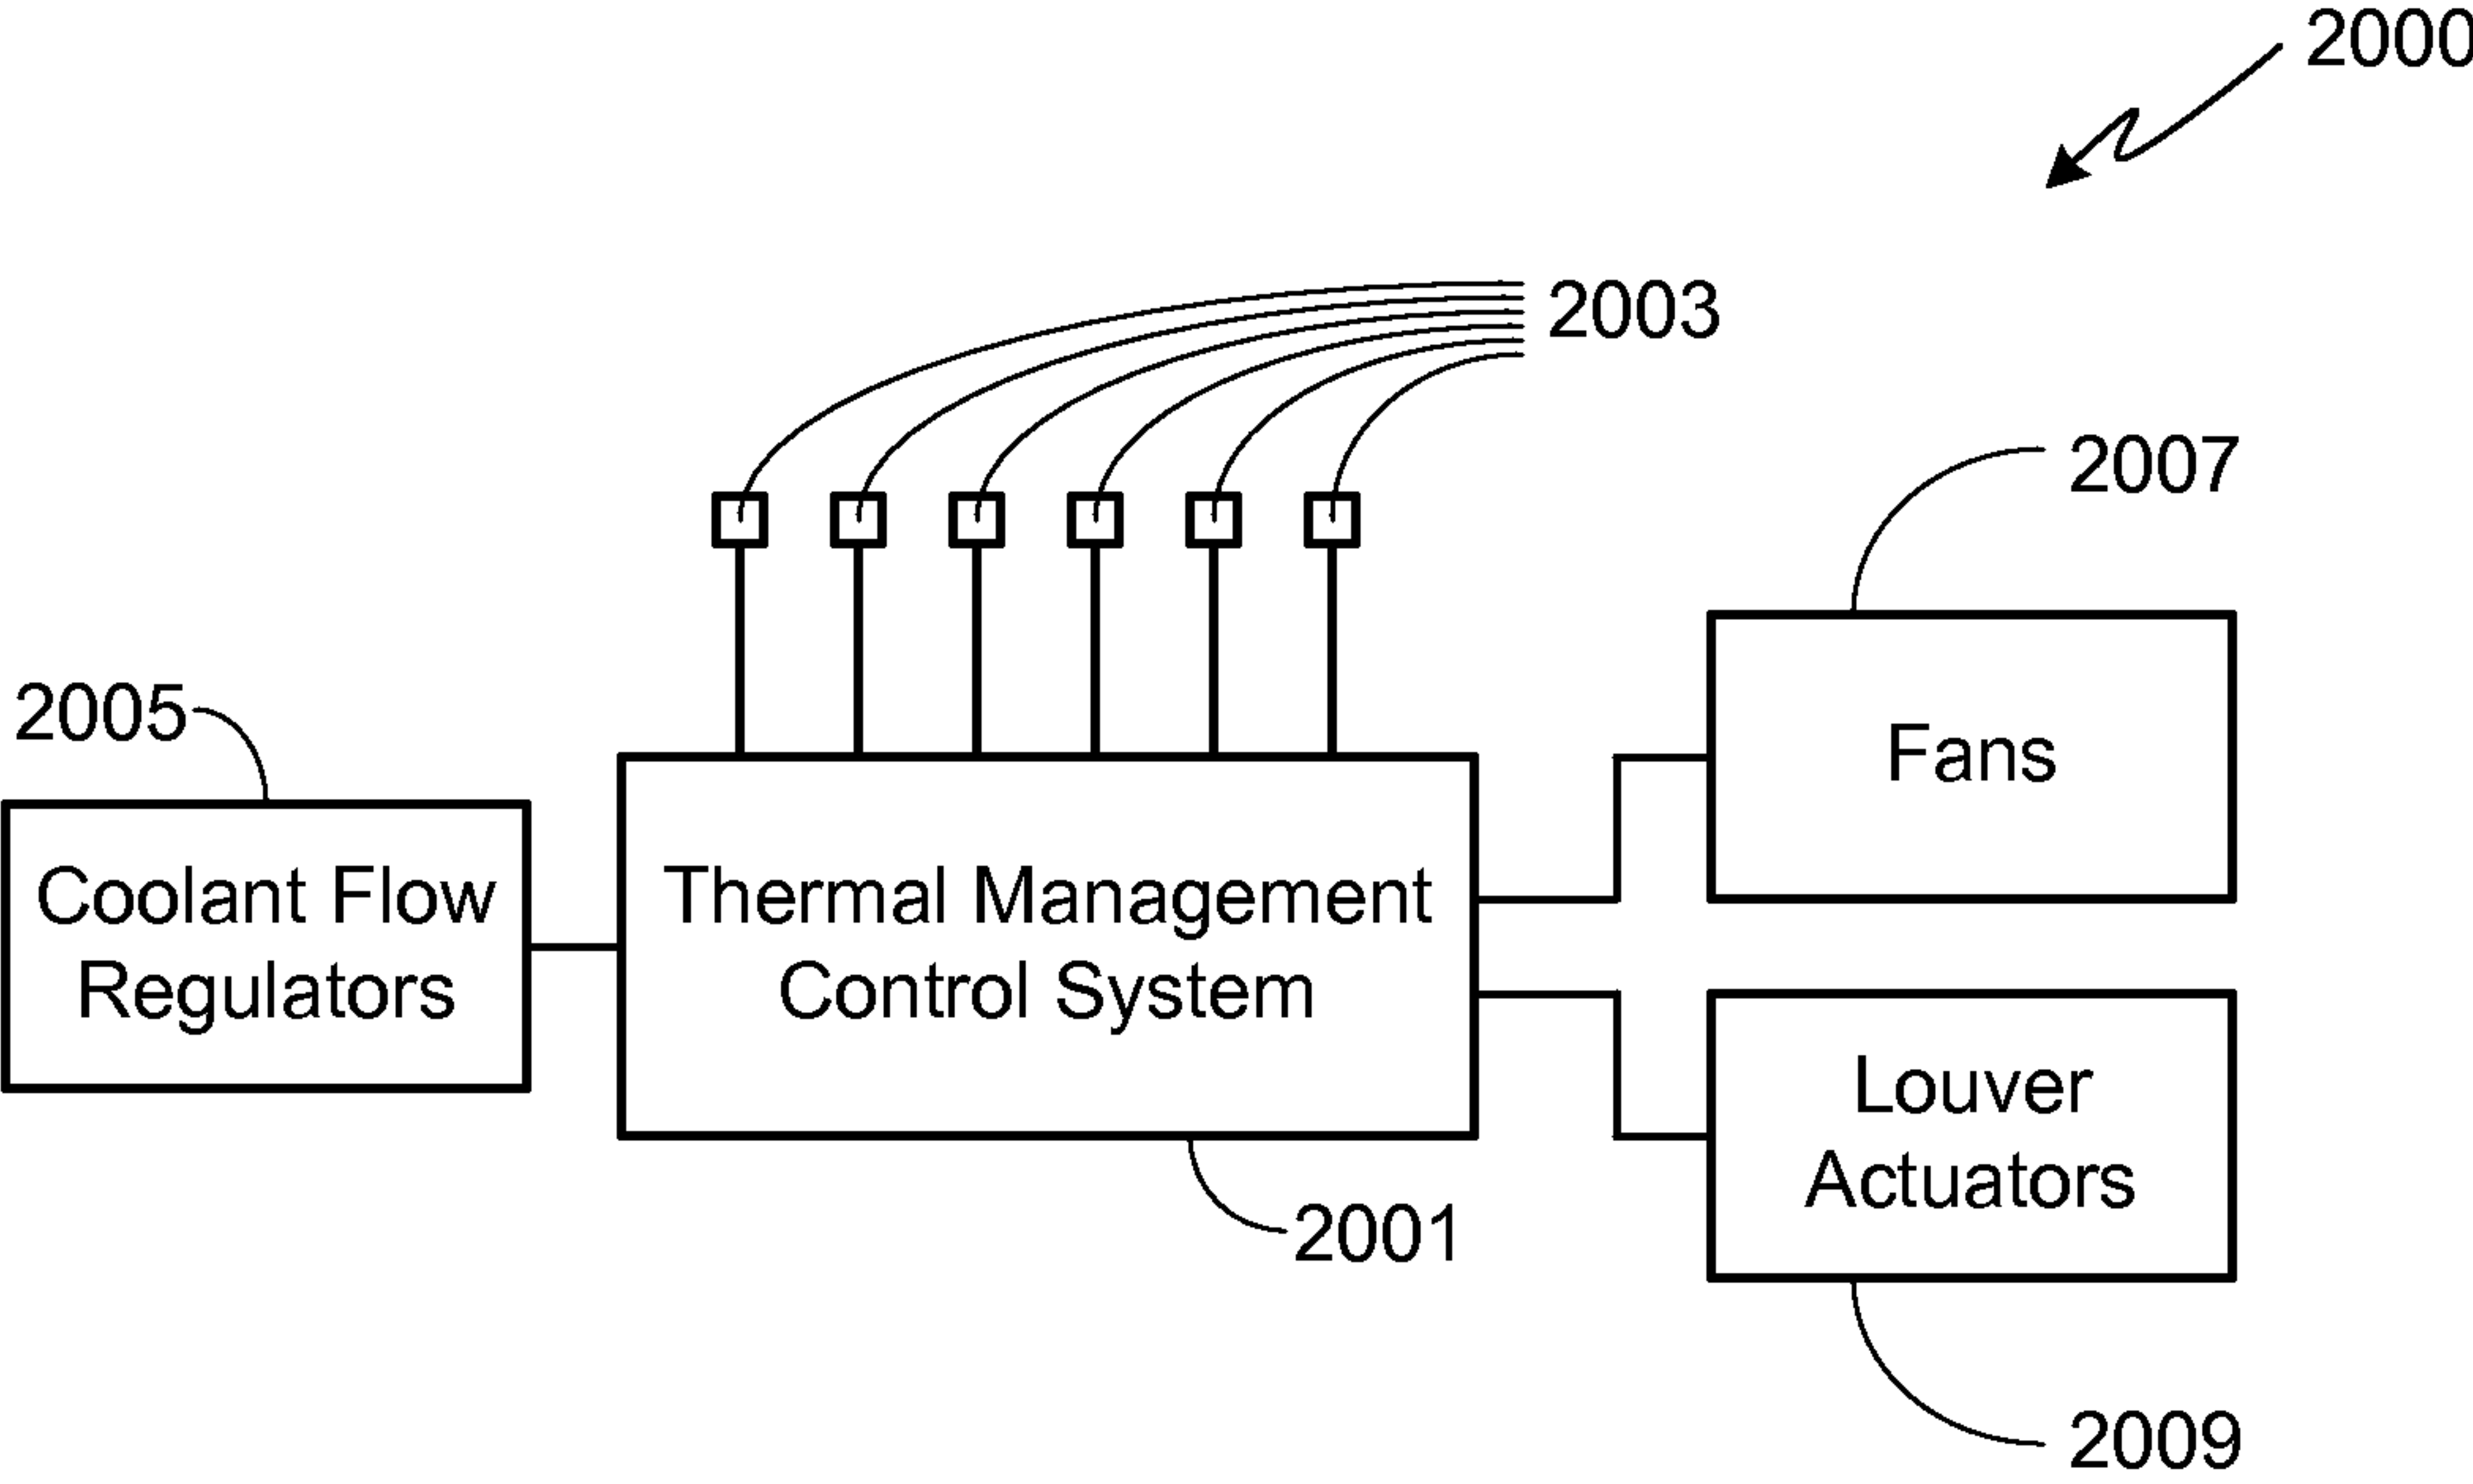 2000
2003
2007
2005
Fans
Coolant Flow
Regulators
Thermal Management
Control System
Louver
Actuators
2001
2009